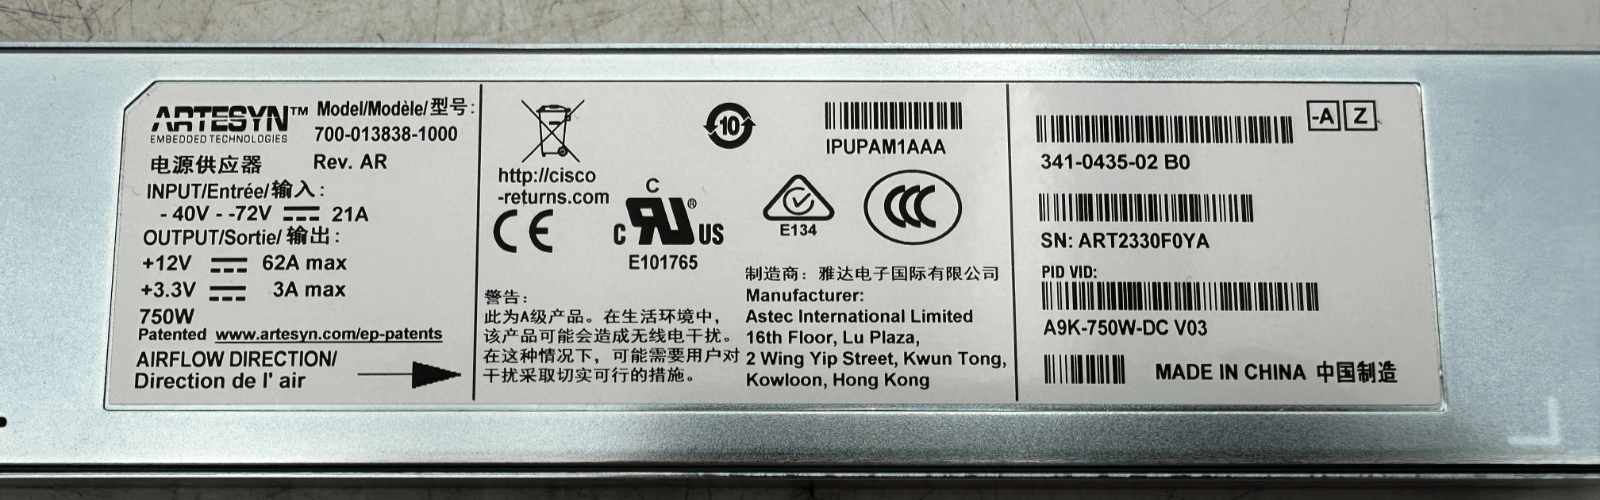 ARTESYN™
EMBEDDED TECHNOLOGIES
电源供应器
Model/Modèle/型号:
700-013838-1000
Rev. AR
INPUT/Entrée/输入:
- 40V - -72V 21A
OUTPUT/Sortie/输出:
+12V 62A max
+3.3V 3A max
750W
Patented www.artesyn.com/ep-patents
AIRFLOW DIRECTION/
Direction de l' air
http://cisco
-returns.com
CE
C
C RU® US
E101765
10
E134
CCC
IPUPAM1AAA
警告:
此为A级产品。在生活环境中,
该产品可能会造成无线电干扰。
在这种情况下,可能需要用户对
干扰采取切实可行的措施。
制造商: 雅达电子国际有限公司
Manufacturer:
Astec International Limited
16th Floor, Lu Plaza,
2 Wing Yip Street, Kwun Tong,
Kowloon, Hong Kong
-A Z
341-0435-02 B0
SN: ART2330F0YA
PID VID:
A9K-750W-DC V03
MADE IN CHINA 中国制造